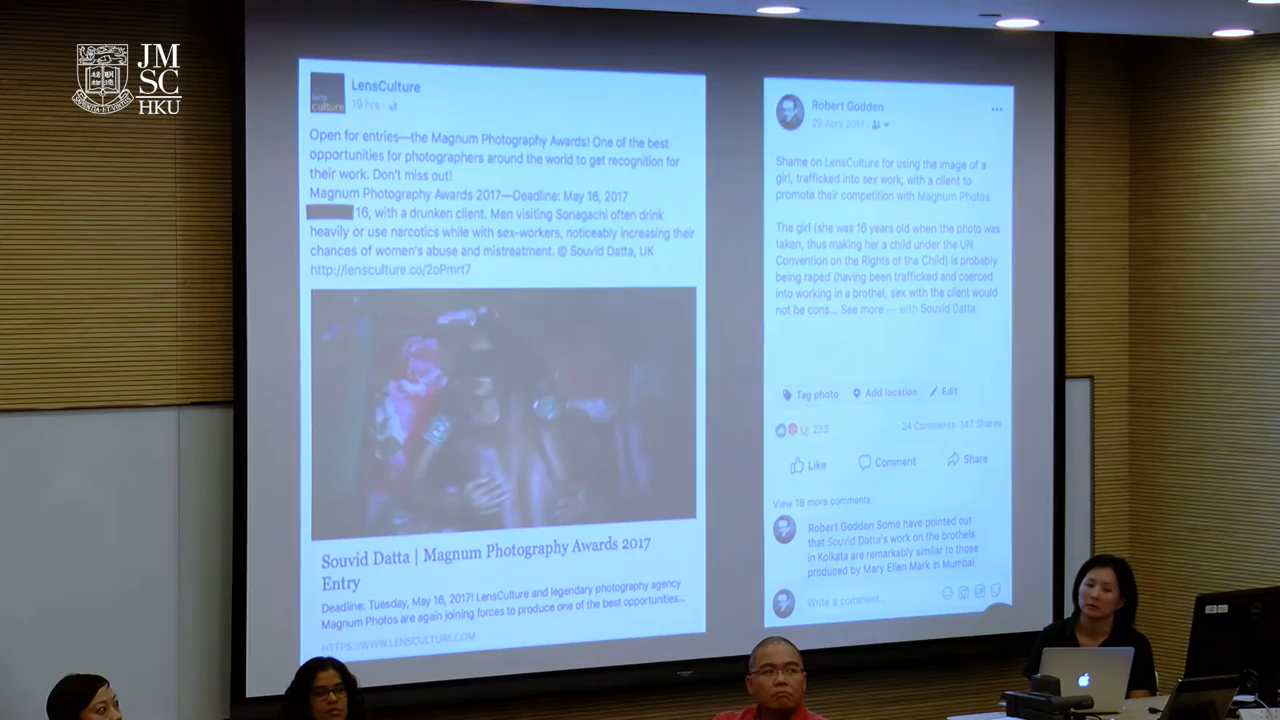 JM
SC
HKU
LensCulture
19 hrs
lens
culture
Open for entries—the Magnum Photography Awards! One of the best
opportunities for photographers around the world to get recognition for
their work. Don't miss out!
Magnum Photography Awards 2017—Deadline: May 16, 2017
16, with a drunken client. Men visiting Sonagachi often drink
heavily or use narcotics while with sex-workers, noticeably increasing their
chances of women's abuse and mistreatment. © Souvid Datta, UK
http://lensculture.co/2oPmrt7
Souvid Datta | Magnum Photography Awards 2017
Entry
Deadline: Tuesday, May 16, 2017! LensCulture and legendary photography agency
Magnum Photos are again joining forces to produce one of the best opportunities...
HTTPS://WWW.LENSCULTURE.COM
Robert Godden
29 April 2017
Shame on LensCulture for using the image of a
girl, trafficked into sex work, with a client to
promote their competition with Magnum Photos.
The girl (she was 16 years old when the photo was
taken, thus making her a child under the UN
Convention on the Rights of the Child) is probably
being raped (having been trafficked and coerced
into working in a brothel, sex with the client would
not be cons... See more — with Souvid Datta
Tag photo Add location Edit
233 24 Comments 147 Shares
Like Comment Share
View 18 more comments
Robert Godden Some have pointed out
that Souvid Datta's work on the brothels
in Kolkata are remarkably similar to those
produced by Mary Ellen Mark in Mumbai
Write a comment...